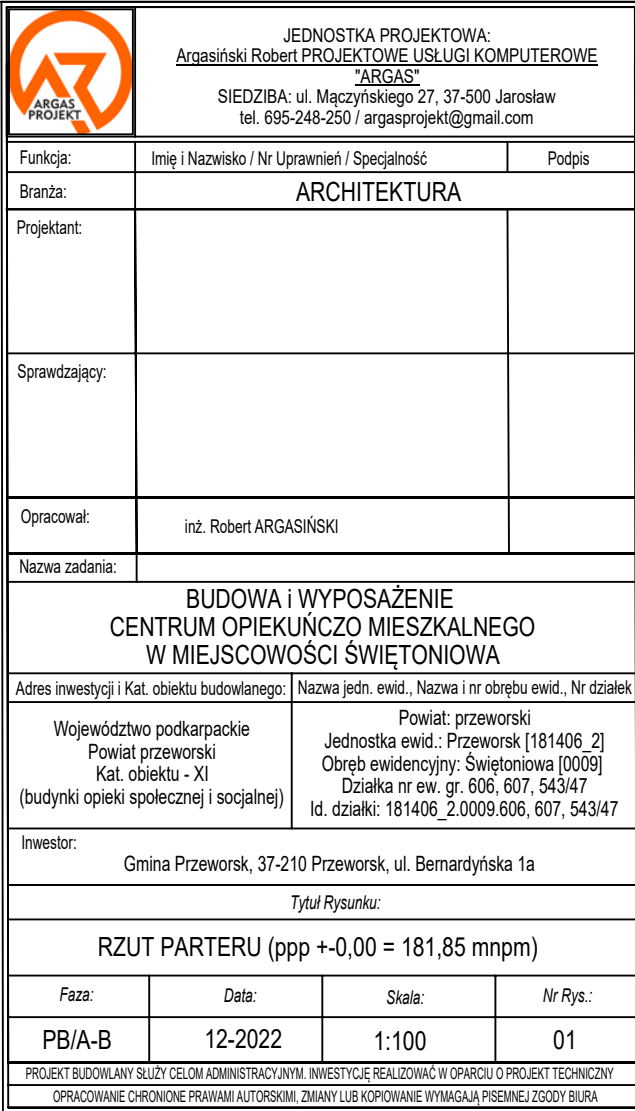 ARGAS
PROJEKT
JEDNOSTKA PROJEKTOWA:
Argasiński Robert PROJEKTOWE USŁUGI KOMPUTEROWE
"ARGAS"
SIEDZIBA: ul. Mączyńskiego 27, 37-500 Jarosław
tel. 695-248-250 / argasprojekt@gmail.com
Funkcja: Imię i Nazwisko / Nr Uprawnień / Specjalność Podpis
Branża: ARCHITEKTURA
Projektant:
Sprawdzający:
Opracował: inż. Robert ARGASIŃSKI
Nazwa zadania:
BUDOWA i WYPOSAŻENIE
CENTRUM OPIEKUŃCZO MIESZKALNEGO
W MIEJSCOWOŚCI ŚWIĘTONIOWA
Adres inwestycji i Kat. obiektu budowlanego:
Województwo podkarpackie
Powiat przeworski
Kat. obiektu - XI
(budynki opieki społecznej i socjalnej)
Nazwa jedn. ewid., Nazwa i nr obrębu ewid., Nr działek
Powiat: przeworski
Jednostka ewid.: Przeworsk [181406_2]
Obręb ewidencyjny: Świętoniowa [0009]
Działka nr ew. gr. 606, 607, 543/47
Id. działki: 181406_2.0009.606, 607, 543/47
Inwestor:
Gmina Przeworsk, 37-210 Przeworsk, ul. Bernardyńska 1a
Tytuł Rysunku:
RZUT PARTERU (ppp +-0,00 = 181,85 mnpm)
Faza: Data: Skala: Nr Rys.:
PB/A-B 12-2022 1:100 01
PROJEKT BUDOWLANY SŁUŻY CELOM ADMINISTRACYJNYM. INWESTYCJĘ REALIZOWAĆ W OPARCIU O PROJEKT TECHNICZNY
OPRACOWANIE CHRONIONE PRAWAMI AUTORSKIMI, ZMIANY LUB KOPIOWANIE WYMAGAJĄ PISEMNEJ ZGODY BIURA